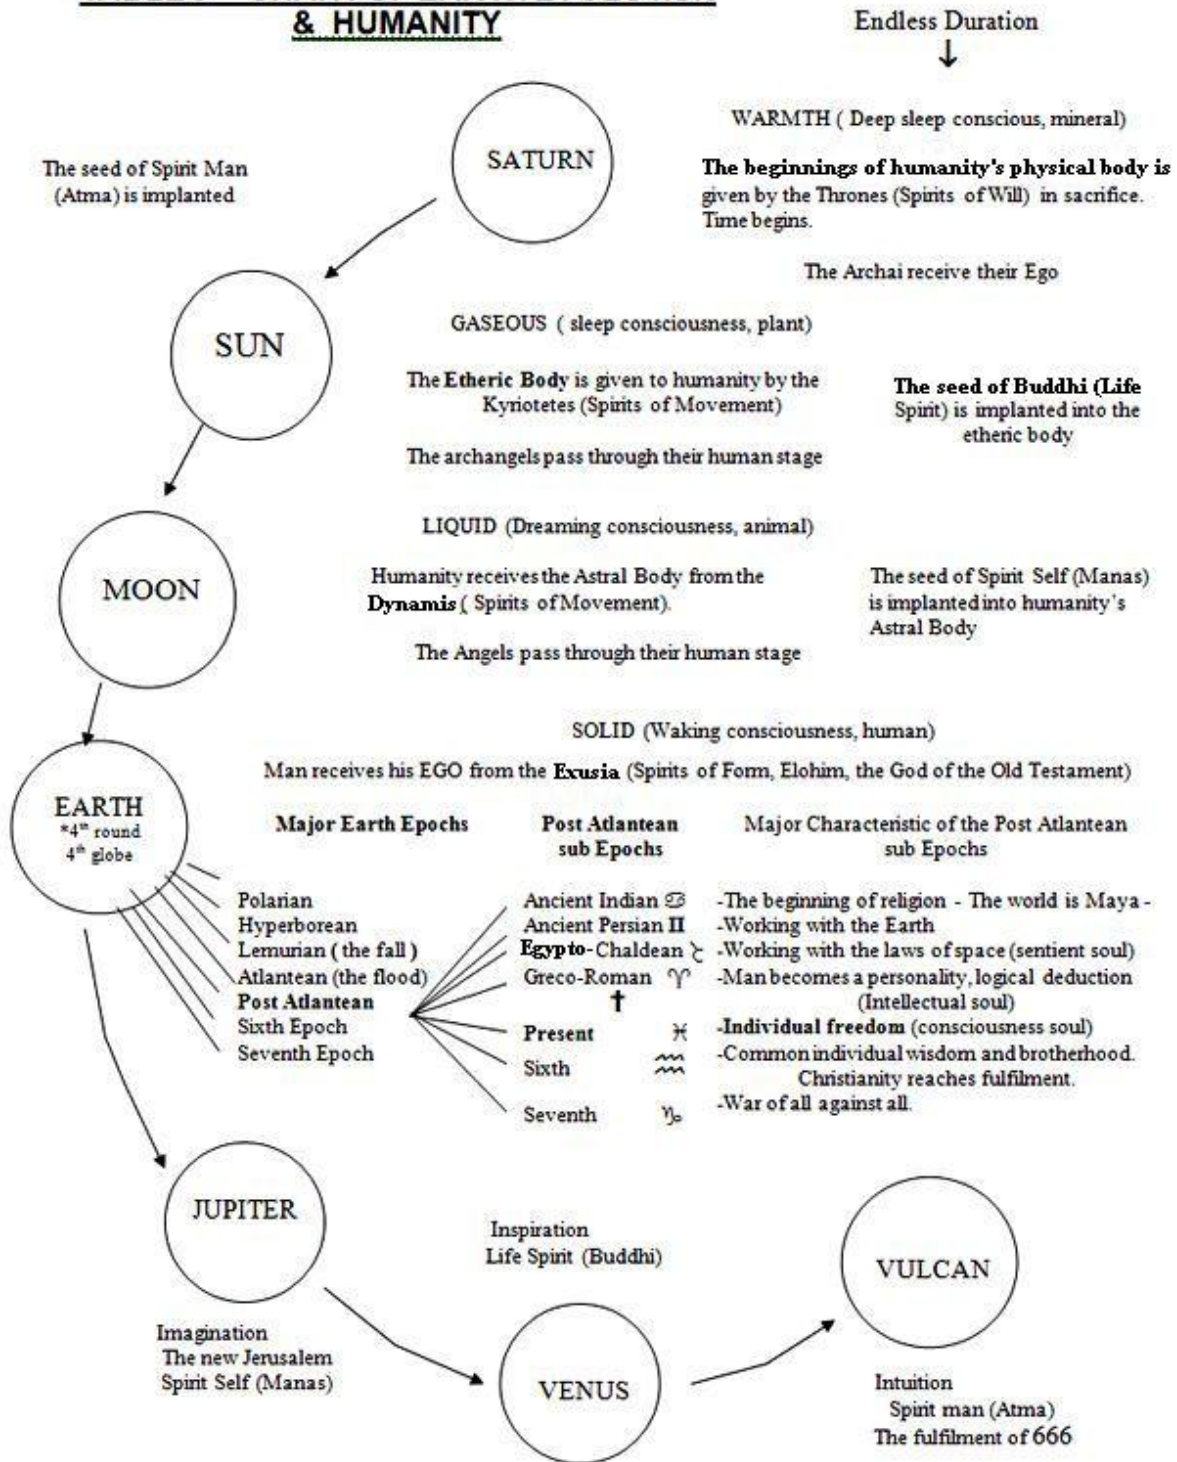 & HUMANITY
Endless Duration
↓
SATURN
WARMTH ( Deep sleep conscious, mineral)
The seed of Spirit Man
(Atma) is implanted
The beginnings of humanity's physical body is
given by the Thrones (Spirits of Will) in sacrifice.
Time begins.
The Archai receive their Ego
SUN
GASEOUS ( sleep consciousness, plant)
The Etheric Body is given to humanity by the
Kyriotetes (Spirits of Movement)
The seed of Buddhi (Life
Spirit) is implanted into the
etheric body
The archangels pass through their human stage
MOON
LIQUID (Dreaming consciousness, animal)
Humanity receives the Astral Body from the
Dynamis ( Spirits of Movement).
The seed of Spirit Self (Manas)
is implanted into humanity's
Astral Body
The Angels pass through their human stage
EARTH
*4th round
4th globe
SOLID (Waking consciousness, human)
Man receives his EGO from the Exusia (Spirits of Form, Elohim, the God of the Old Testament)
Major Earth Epochs
Polarian
Hyperborean
Lemurian ( the fall )
Atlantean (the flood)
Post Atlantean
Sixth Epoch
Seventh Epoch
Post Atlantean
sub Epochs
Ancient Indian ♋
Ancient Persian II
Egypto-Chaldean
Greco-Roman ♈
†
Present ♓
Sixth ♒
Seventh ♑
Major Characteristic of the Post Atlantean
sub Epochs
-The beginning of religion - The world is Maya -
-Working with the Earth
-Working with the laws of space (sentient soul)
-Man becomes a personality, logical deduction
(Intellectual soul)
-Individual freedom (consciousness soul)
-Common individual wisdom and brotherhood.
Christianity reaches fulfilment.
-War of all against all.
JUPITER
Imagination
The new Jerusalem
Spirit Self (Manas)
Inspiration
Life Spirit (Buddhi)
VENUS
VULCAN
Intuition
Spirit man (Atma)
The fulfilment of 666